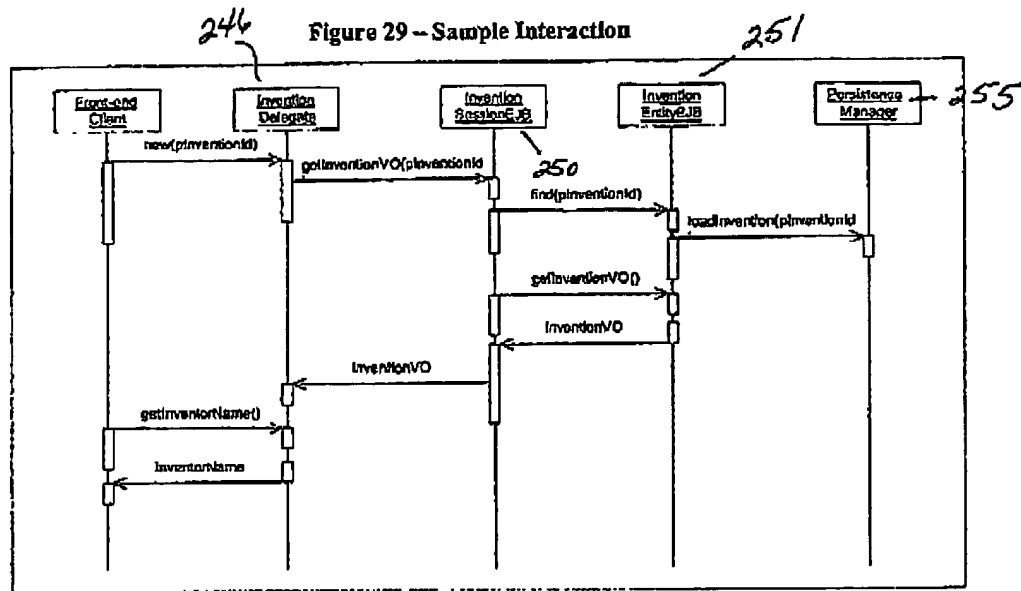 246
Figure 29 – Sample Interaction
251
Front-end
Client
Invention
Delegate
Invention
SessionEJB
Invention
EntityEJB
Persistance
Manager
255
new(pInventionId)
getInventionVO(pInventionId
250
find(pInventionId)
loadInvention(pInventionId
getInventionVO()
InventionVO
InventionVO
getInventorName()
InventorName